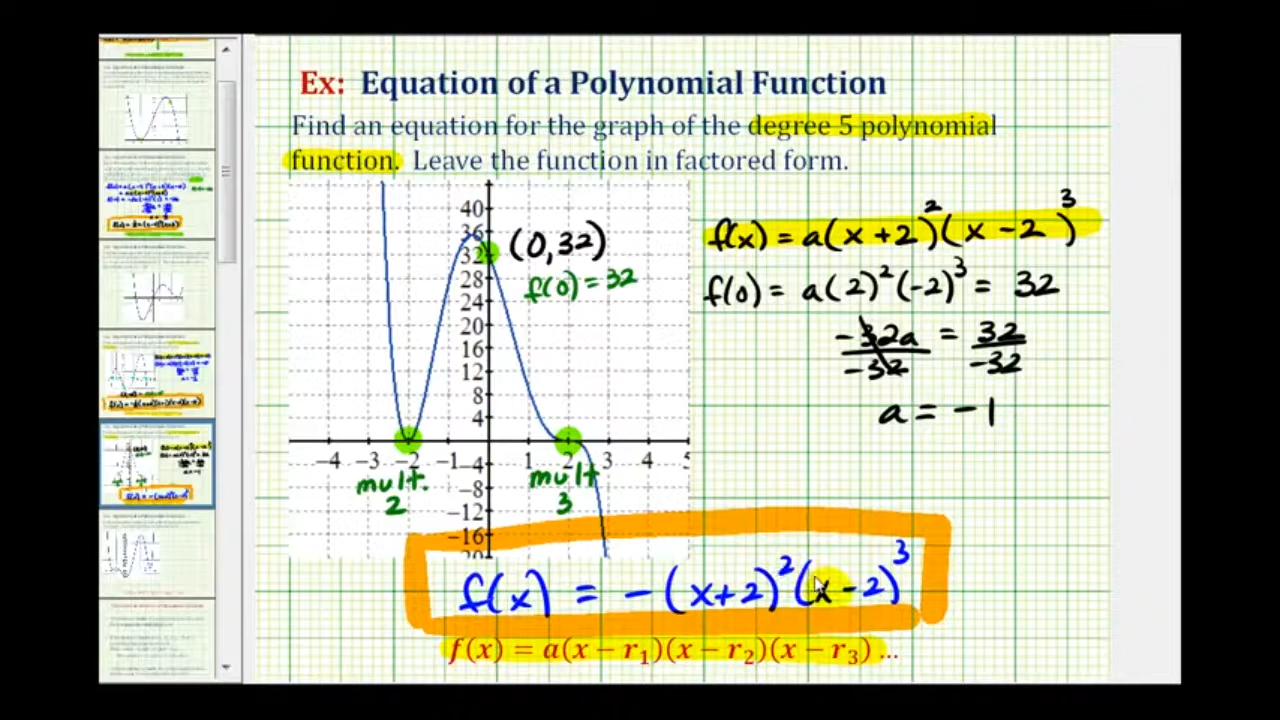 Ex: Equation of a Polynomial Function
Find an equation for the graph of the degree 5 polynomial
function. Leave the function in factored form.
40
36
32
28
24
20
16
12
8
4
(0,32)
f(0) = 32
-4 -3 -2 -1 1 2 3 4 5
-4
-8
-12
-16
20
mult.
2
mult
3
f(x) = a(x+2)²(x-2)³
f(0) = a(2)²(-2)³ = 32
-32a = 32
-32 -32
a = -1
f(x) = -(x+2)²(x-2)³
f(x) = a(x − r₁)(x − r₂)(x − r₃) ...